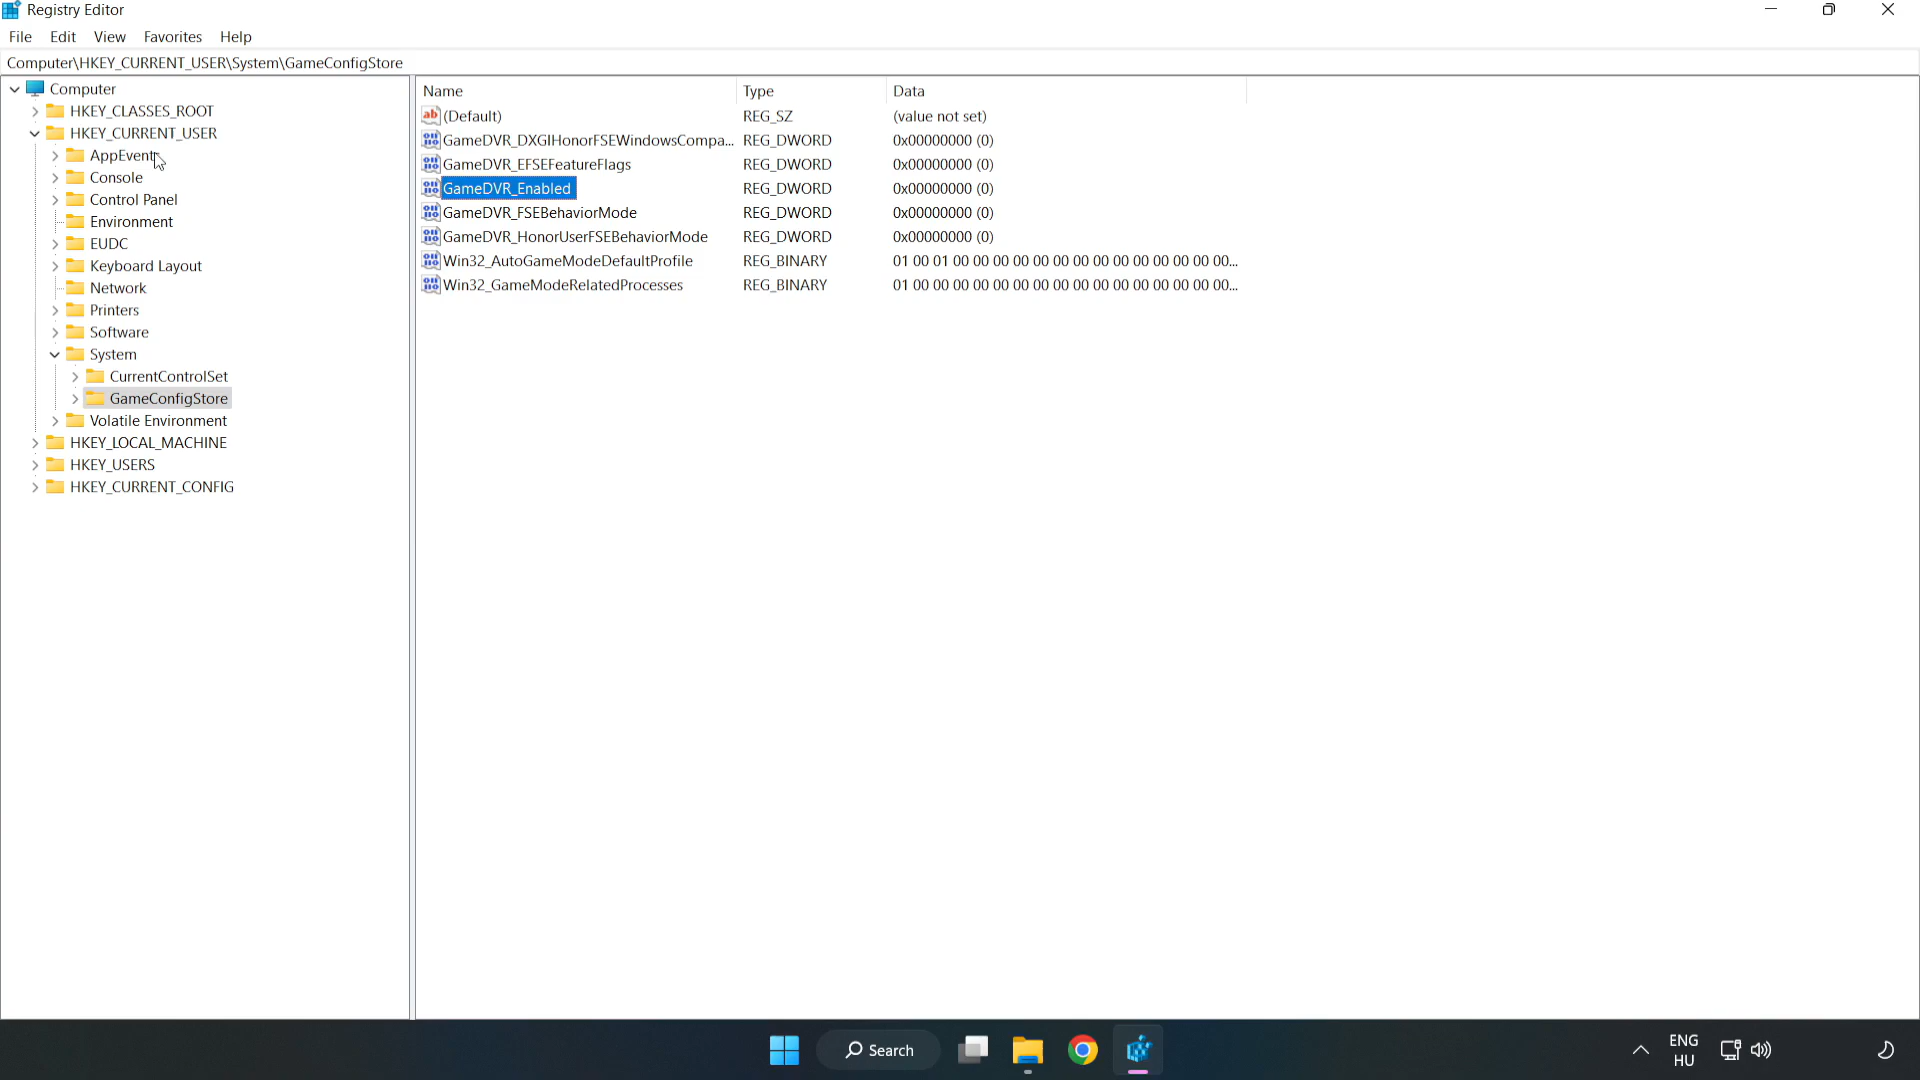 Registry Editor
File Edit View Favorites Help
Computer\HKEY_CURRENT_USER\System\GameConfigStore
Computer
HKEY_CLASSES_ROOT
HKEY_CURRENT_USER
AppEvents
Console
Control Panel
Environment
EUDC
Keyboard Layout
Network
Printers
Software
System
CurrentControlSet
GameConfigStore
Volatile Environment
HKEY_LOCAL_MACHINE
HKEY_USERS
HKEY_CURRENT_CONFIG
Name Type Data
(Default) REG_SZ (value not set)
GameDVR_DXGIHonorFSEWindowsCompa... REG_DWORD 0x00000000 (0)
GameDVR_EFSEFeatureFlags REG_DWORD 0x00000000 (0)
GameDVR_Enabled REG_DWORD 0x00000000 (0)
GameDVR_FSEBehaviorMode REG_DWORD 0x00000000 (0)
GameDVR_HonorUserFSEBehaviorMode REG_DWORD 0x00000000 (0)
Win32_AutoGameModeDefaultProfile REG_BINARY 01 00 01 00 00 00 00 00 00 00 00 00 00 00 00 00 00...
Win32_GameModeRelatedProcesses REG_BINARY 01 00 00 00 00 00 00 00 00 00 00 00 00 00 00 00 00...
Search
ENG
HU